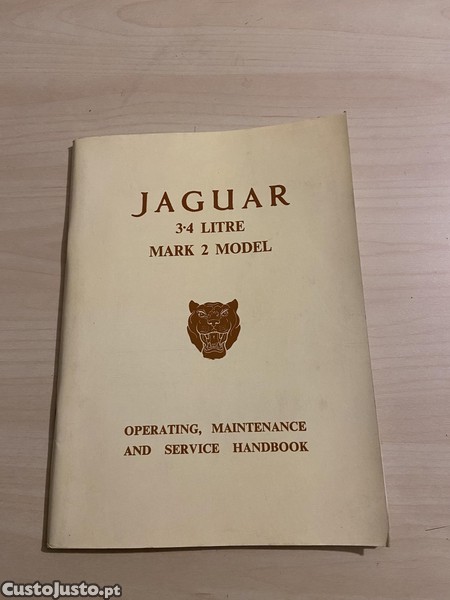 JAGUAR
3·4 LITRE
MARK 2 MODEL
OPERATING, MAINTENANCE
AND SERVICE HANDBOOK
CustoJusto.pt